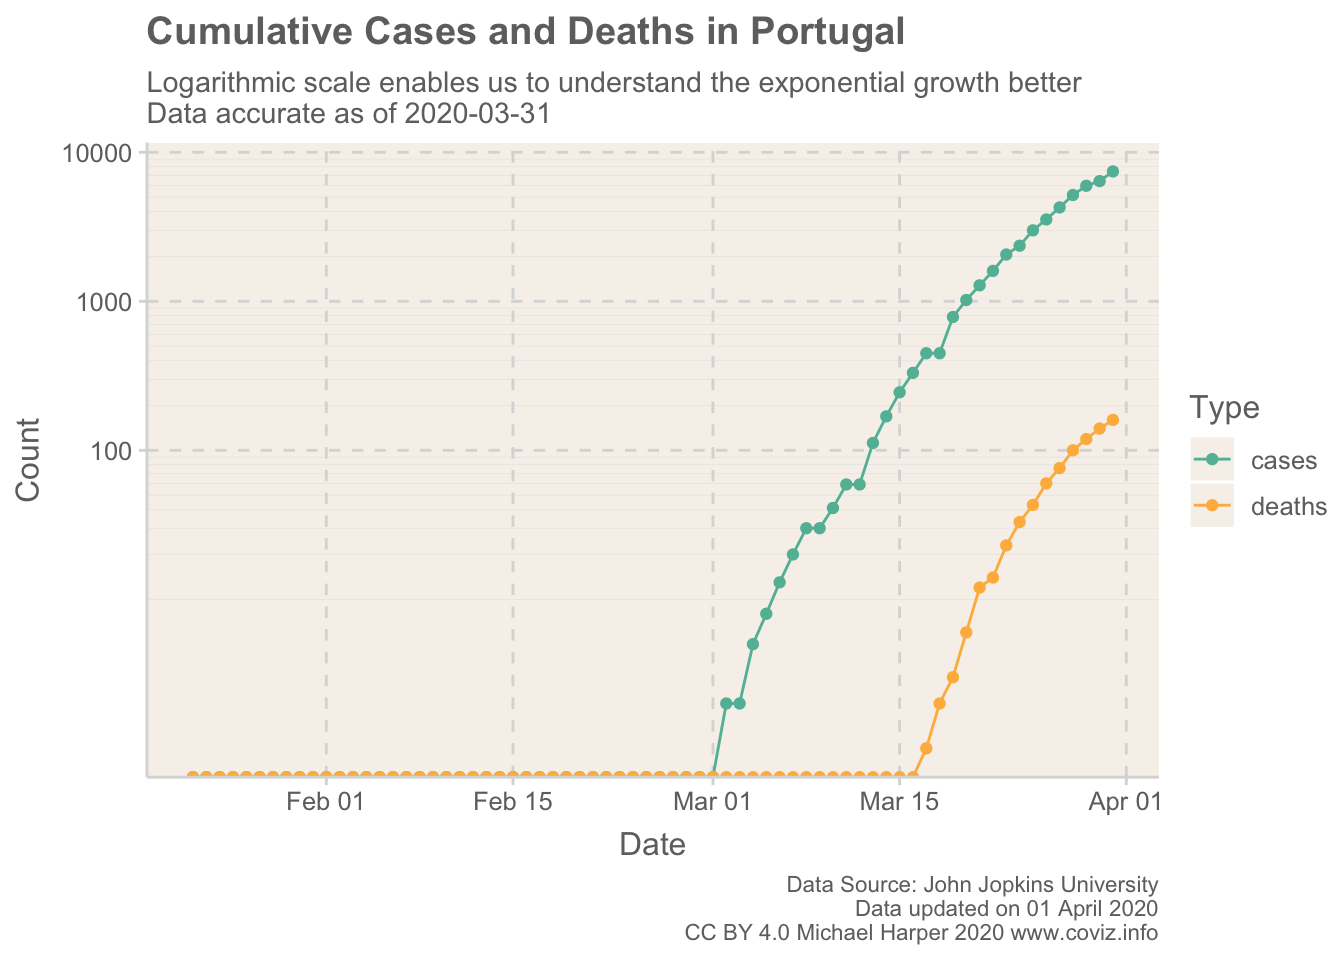 Cumulative Cases and Deaths in Portugal
Logarithmic scale enables us to understand the exponential growth better
Data accurate as of 2020-03-31
10000
1000
100
Count
Feb 01
Feb 15
Mar 01
Mar 15
Apr 01
Date
Type
cases
deaths
Data Source: John Jopkins University
Data updated on 01 April 2020
CC BY 4.0 Michael Harper 2020 www.coviz.info